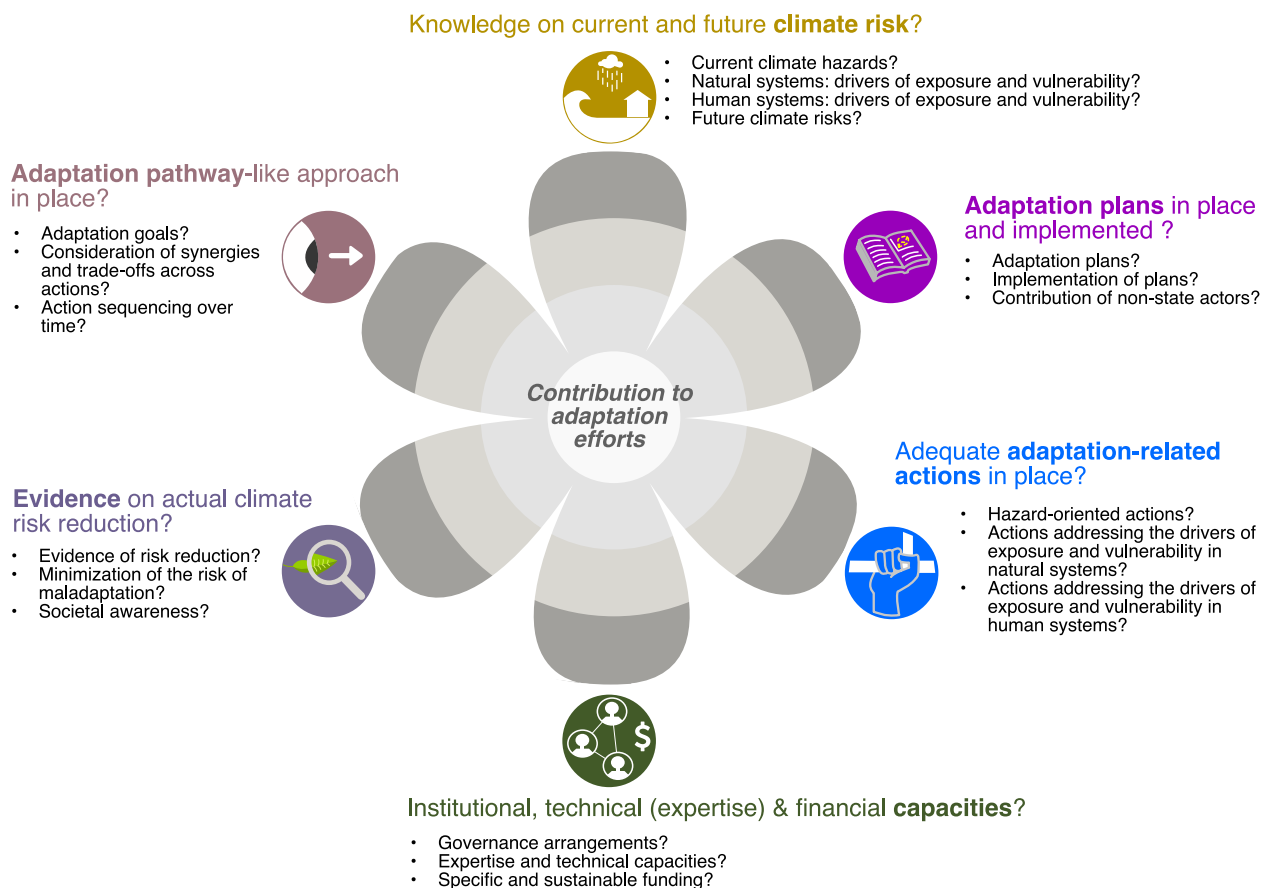 Knowledge on current and future climate risk?
• Current climate hazards?
• Natural systems: drivers of exposure and vulnerability?
• Human systems: drivers of exposure and vulnerability?
• Future climate risks?
Adaptation pathway-like approach
in place?
• Adaptation goals?
• Consideration of synergies
and trade-offs across
actions?
• Action sequencing over
time?
Adaptation plans in place
and implemented ?
• Adaptation plans?
• Implementation of plans?
• Contribution of non-state actors?
Contribution to
adaptation
efforts
Evidence on actual climate
risk reduction?
• Evidence of risk reduction?
• Minimization of the risk of
maladaptation?
• Societal awareness?
Adequate adaptation-related
actions in place?
• Hazard-oriented actions?
• Actions addressing the drivers of
exposure and vulnerability in
natural systems?
• Actions addressing the drivers of
exposure and vulnerability in
human systems?
$
Institutional, technical (expertise) & financial capacities?
• Governance arrangements?
• Expertise and technical capacities?
• Specific and sustainable funding?